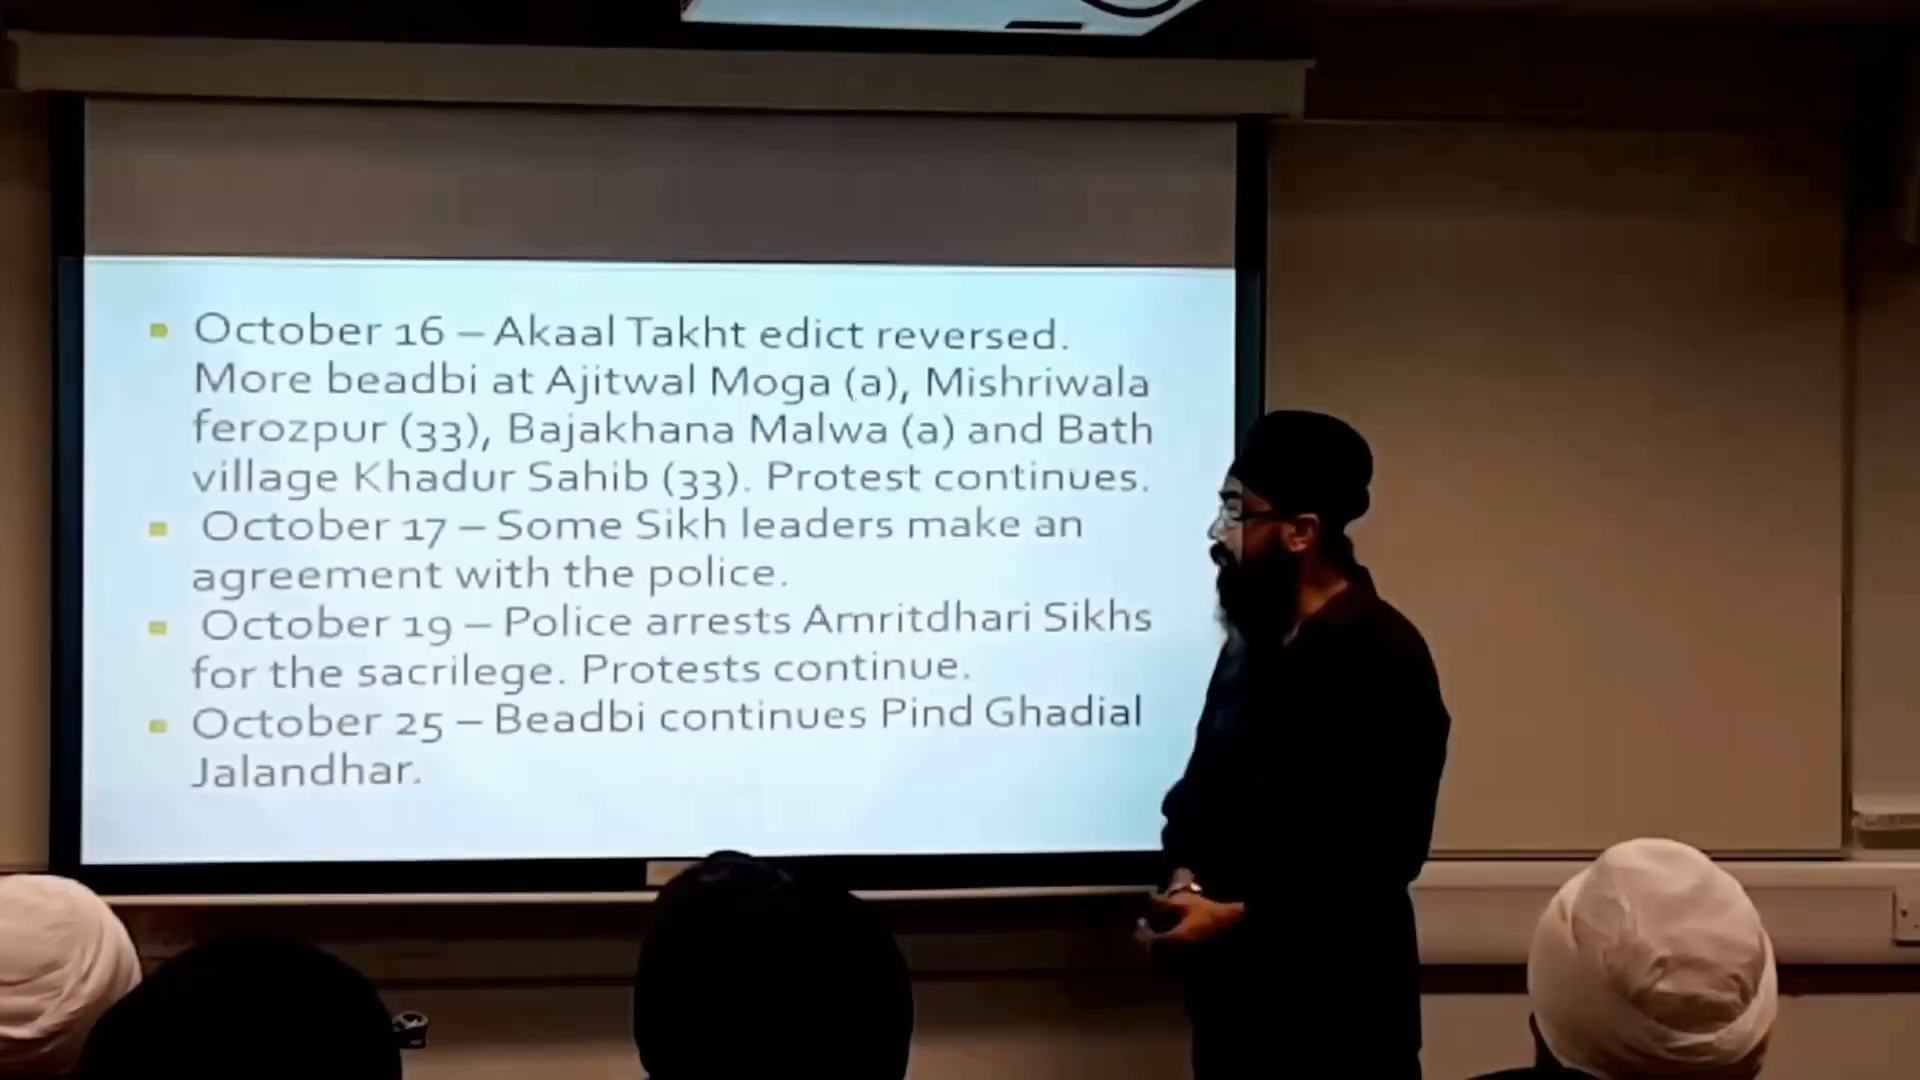 October 16 – Akaal Takht edict reversed.
More beadbi at Ajitwal Moga (a), Mishriwala
ferozpur (33), Bajakhana Malwa (a) and Bath
village Khadur Sahib (33). Protest continues.
October 17 – Some Sikh leaders make an
agreement with the police.
October 19 – Police arrests Amritdhari Sikhs
for the sacrilege. Protests continue.
October 25 – Beadbi continues Pind Ghadial
Jalandhar.